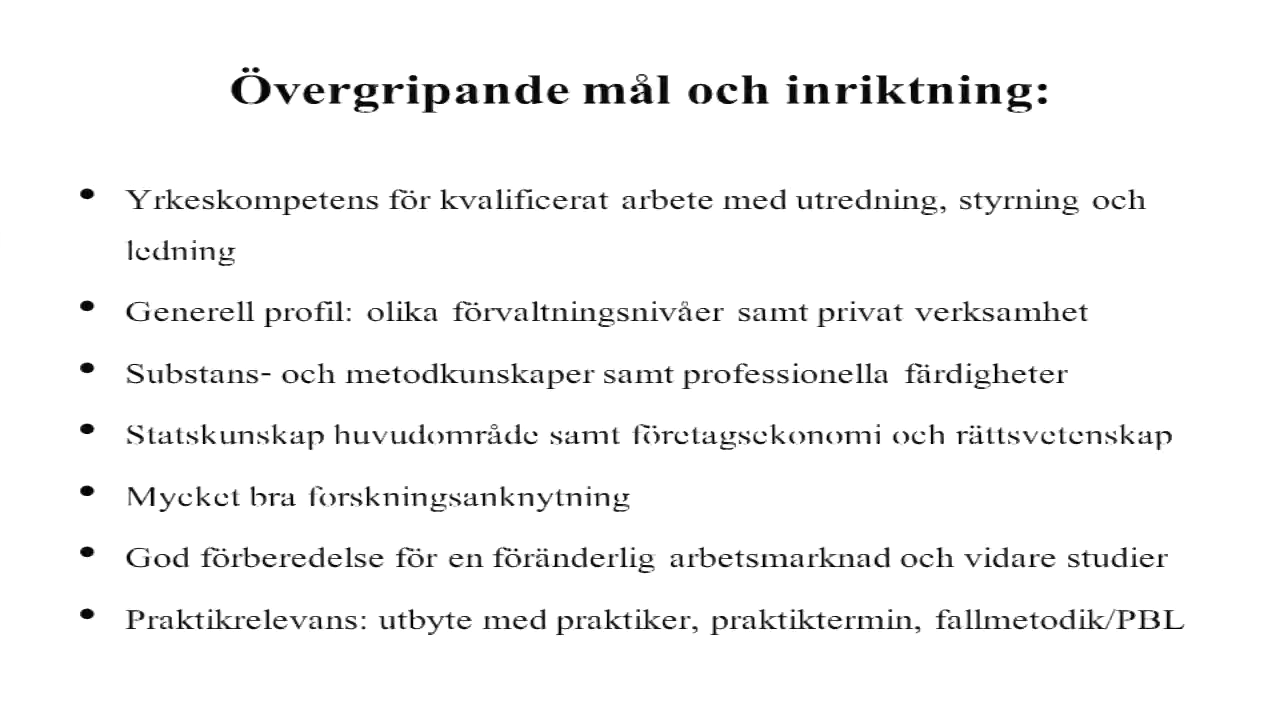 Övergripande mål och inriktning:
• Yrkeskompetens för kvalificerat arbete med utredning, styrning och
ledning
• Generell profil: olika förvaltningsnivåer samt privat verksamhet
• Substans- och metodkunskaper samt professionella färdigheter
• Statskunskap huvudområde samt företagsekonomi och rättsvetenskap
• Mycket bra forskningsanknytning
• God förberedelse för en föränderlig arbetsmarknad och vidare studier
• Praktikrelevans: utbyte med praktiker, praktiktermin, fallmetodik/PBL